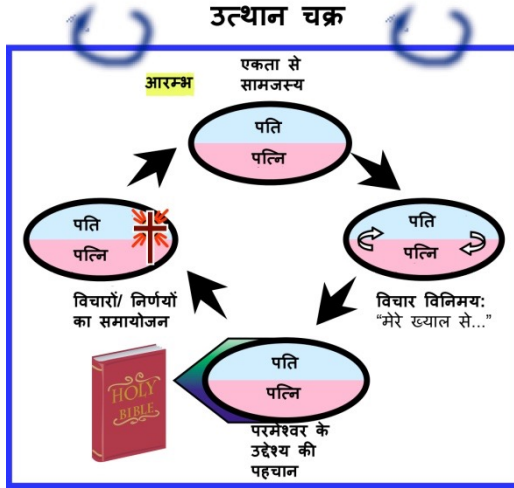 उत्थान चक्र
आरम्भ
एकता से
सामजस्य
पति
पत्नि
पति
पत्नि
विचार विनिमय:
“मेरे ख्याल से...”
पति
पत्नि
परमेश्वर के
उद्देश्य की
पहचान
HOLY
BIBLE
पति
पत्नि
विचारों/ निर्णयों
का समायोजन